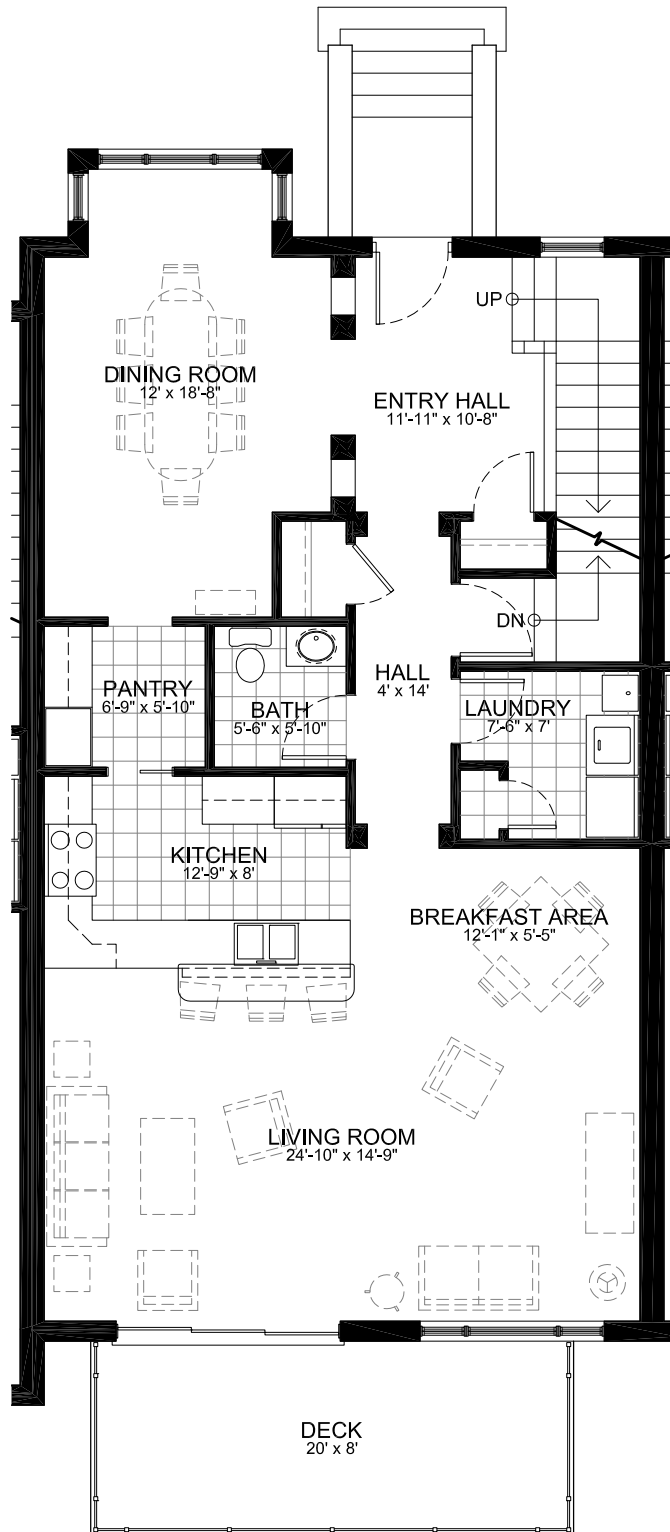 UP
DINING ROOM
12' x 18'-8"
ENTRY HALL
11'-11" x 10'-8"
DN
HALL
4' x 14'
PANTRY
6'-9" x 5'-10"
BATH
5'-6" x 5'-10"
LAUNDRY
7'-6" x 7'
KITCHEN
12'-9" x 8'
BREAKFAST AREA
12'-1" x 5'-5"
LIVING ROOM
24'-10" x 14'-9"
DECK
20' x 8'